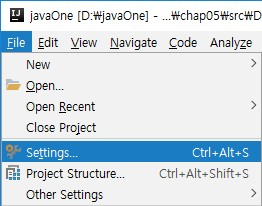 IJ javaOne [D:₩javaOne] - ...₩chap05₩src₩D
File Edit View Navigate Code Analyze
New
Open...
Open Recent
Close Project
Settings... Ctrl+Alt+S
Project Structure... Ctrl+Alt+Shift+S
Other Settings